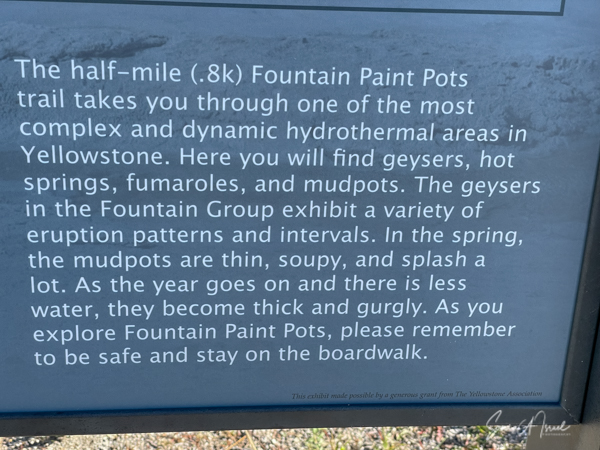 The half-mile (.8k) Fountain Paint Pots
trail takes you through one of the most
complex and dynamic hydrothermal areas in
Yellowstone. Here you will find geysers, hot
springs, fumaroles, and mudpots. The geysers
in the Fountain Group exhibit a variety of
eruption patterns and intervals. In the spring,
the mudpots are thin, soupy, and splash a
lot. As the year goes on and there is less
water, they become thick and gurgly. As you
explore Fountain Paint Pots, please remember
to be safe and stay on the boardwalk.
This exhibit made possible by a generous grant from The Yellowstone Association